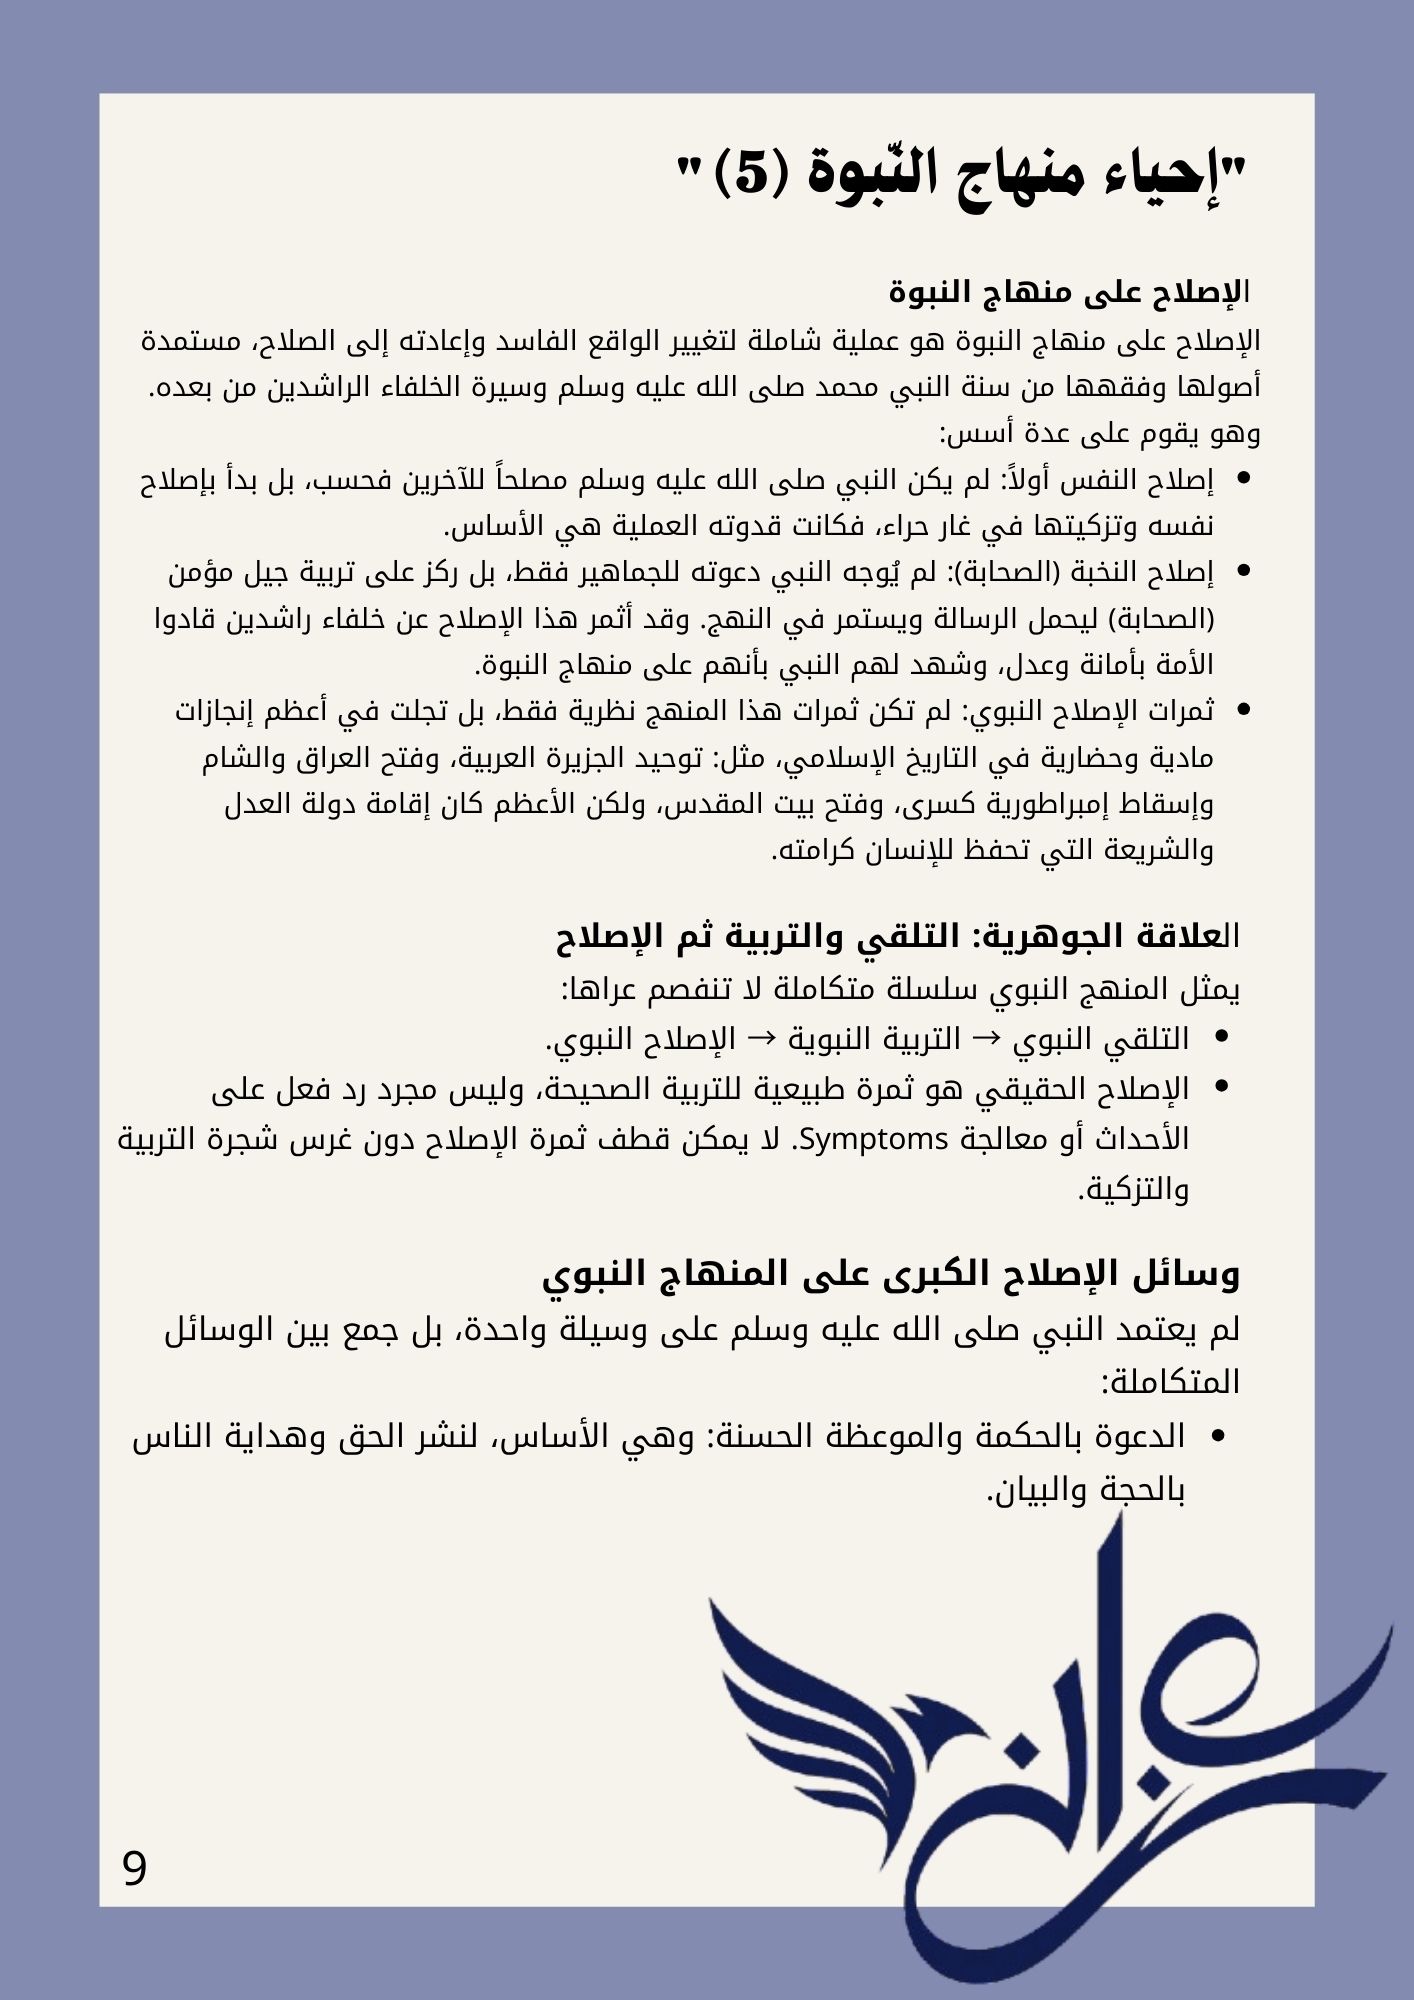 "إحياء منهاج النّبوة (5) "
الإصلاح على منهاج النبوة
الإصلاح على منهاج النبوة هو عملية شاملة لتغيير الواقع الفاسد وإعادته إلى الصلاح، مستمدة
أصولها وفقهها من سنة النبي محمد صلى الله عليه وسلم وسيرة الخلفاء الراشدين من بعده.
وهو يقوم على عدة أسس:
• إصلاح النفس أولاً: لم يكن النبي صلى الله عليه وسلم مصلحاً للآخرين فحسب، بل بدأ بإصلاح
نفسه وتزكيتها في غار حراء، فكانت قدوته العملية هي الأساس.
• إصلاح النخبة (الصحابة): لم يُوجه النبي دعوته للجماهير فقط، بل ركز على تربية جيل مؤمن
(الصحابة) ليحمل الرسالة ويستمر في النهج. وقد أثمر هذا الإصلاح عن خلفاء راشدين قادوا
الأمة بأمانة وعدل، وشهد لهم النبي بأنهم على منهاج النبوة.
• ثمرات الإصلاح النبوي: لم تكن ثمرات هذا المنهج نظرية فقط، بل تجلت في أعظم إنجازات
مادية وحضارية في التاريخ الإسلامي، مثل: توحيد الجزيرة العربية، وفتح العراق والشام
وإسقاط إمبراطورية كسرى، وفتح بيت المقدس، ولكن الأعظم كان إقامة دولة العدل
والشريعة التي تحفظ للإنسان كرامته.
العلاقة الجوهرية: التلقي والتربية ثم الإصلاح
يمثل المنهج النبوي سلسلة متكاملة لا تنفصم عراها:
• التلقي النبوي → التربية النبوية → الإصلاح النبوي.
• الإصلاح الحقيقي هو ثمرة طبيعية للتربية الصحيحة، وليس مجرد رد فعل على
الأحداث أو معالجة Symptoms. لا يمكن قطف ثمرة الإصلاح دون غرس شجرة التربية
والتزكية.
وسائل الإصلاح الكبرى على المنهاج النبوي
لم يعتمد النبي صلى الله عليه وسلم على وسيلة واحدة، بل جمع بين الوسائل
المتكاملة:
• الدعوة بالحكمة والموعظة الحسنة: وهي الأساس، لنشر الحق وهداية الناس
بالحجة والبيان.
9